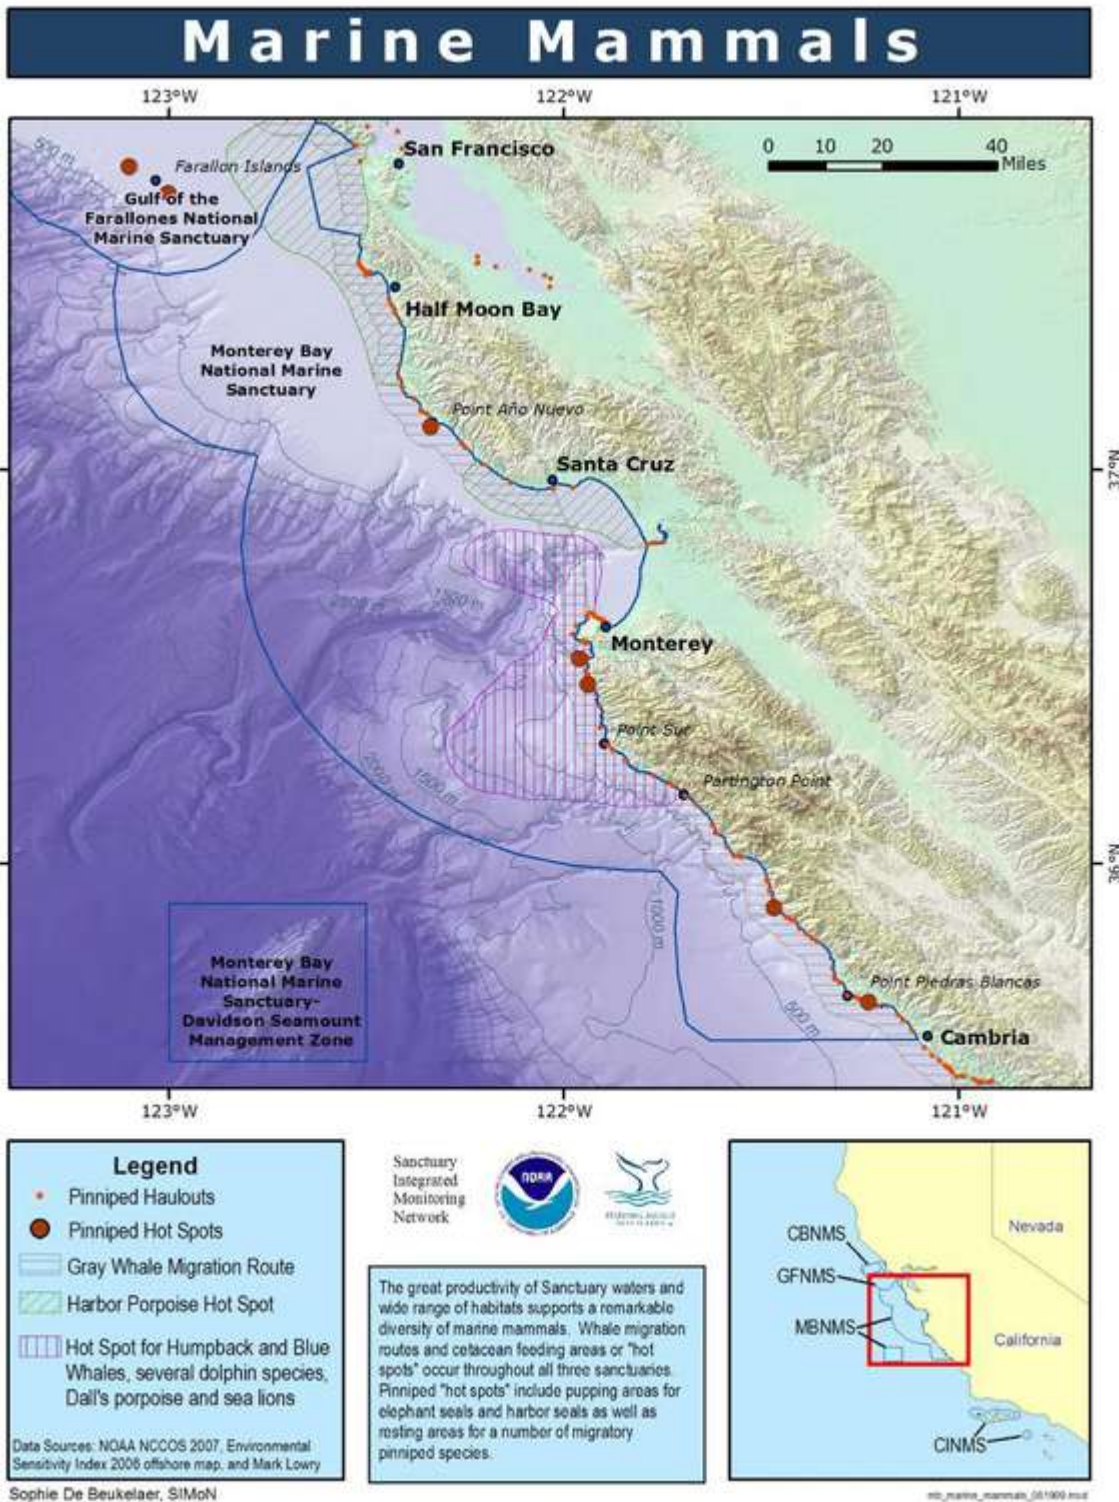 Marine Mammals
123°W
122°W
121°W
500 m
Farallon Islands
San Francisco
0 10 20 40
Miles
Gulf of the
Farallones National
Marine Sanctuary
Half Moon Bay
Monterey Bay
National Marine
Sanctuary
Point Año Nuevo
Santa Cruz
37°N
1500 m
Monterey
Point Sur
Partington Point
1500 m
36°N
1000 m
Monterey Bay
National Marine
Sanctuary-
Davidson Seamount
Management Zone
Point Piedras Blancas
500 m
Cambria
123°W
122°W
121°W
Legend
Pinniped Haulouts
Pinniped Hot Spots
Gray Whale Migration Route
Harbor Porpoise Hot Spot
Hot Spot for Humpback and Blue
Whales, several dolphin species,
Dall's porpoise and sea lions
Data Sources: NOAA NCCOS 2007, Environmental
Sensitivity Index 2006 offshore map, and Mark Lowry
Sophie De Beukelaer, SIMoN
Sanctuary
Integrated
Monitoring
Network
NOAA
The great productivity of Sanctuary waters and
wide range of habitats supports a remarkable
diversity of marine mammals. Whale migration
routes and cetacean feeding areas or "hot
spots" occur throughout all three sanctuaries.
Pinniped "hot spots" include pupping areas for
elephant seals and harbor seals as well as
resting areas for a number of migratory
pinniped species.
CBNMS
GFNMS
MBNMS
CINMS
Nevada
California